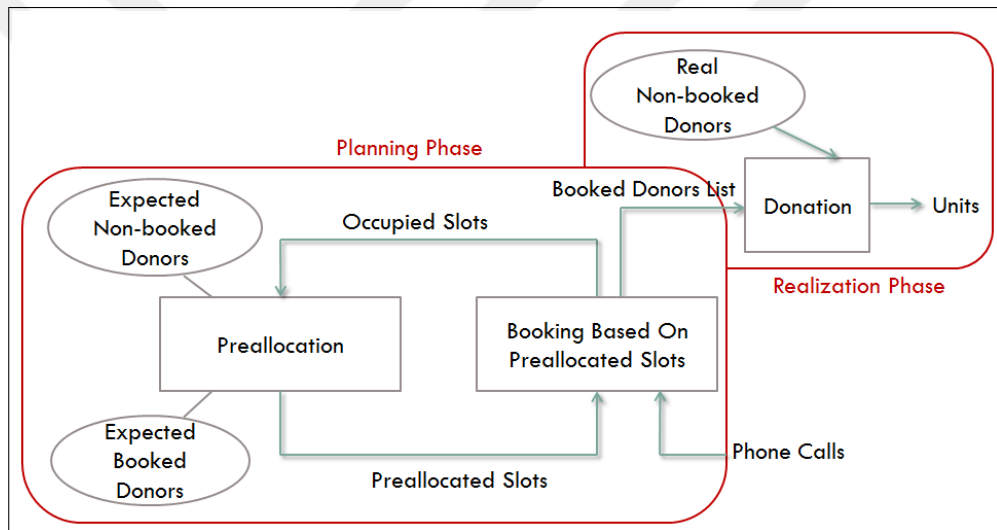 Real
Non-booked
Donors
Planning Phase
Booked Donors List
Donation
Units
Expected
Non-booked
Donors
Occupied Slots
Realization Phase
Preallocation
Booking Based On
Preallocated Slots
Expected
Booked
Donors
Preallocated Slots
Phone Calls